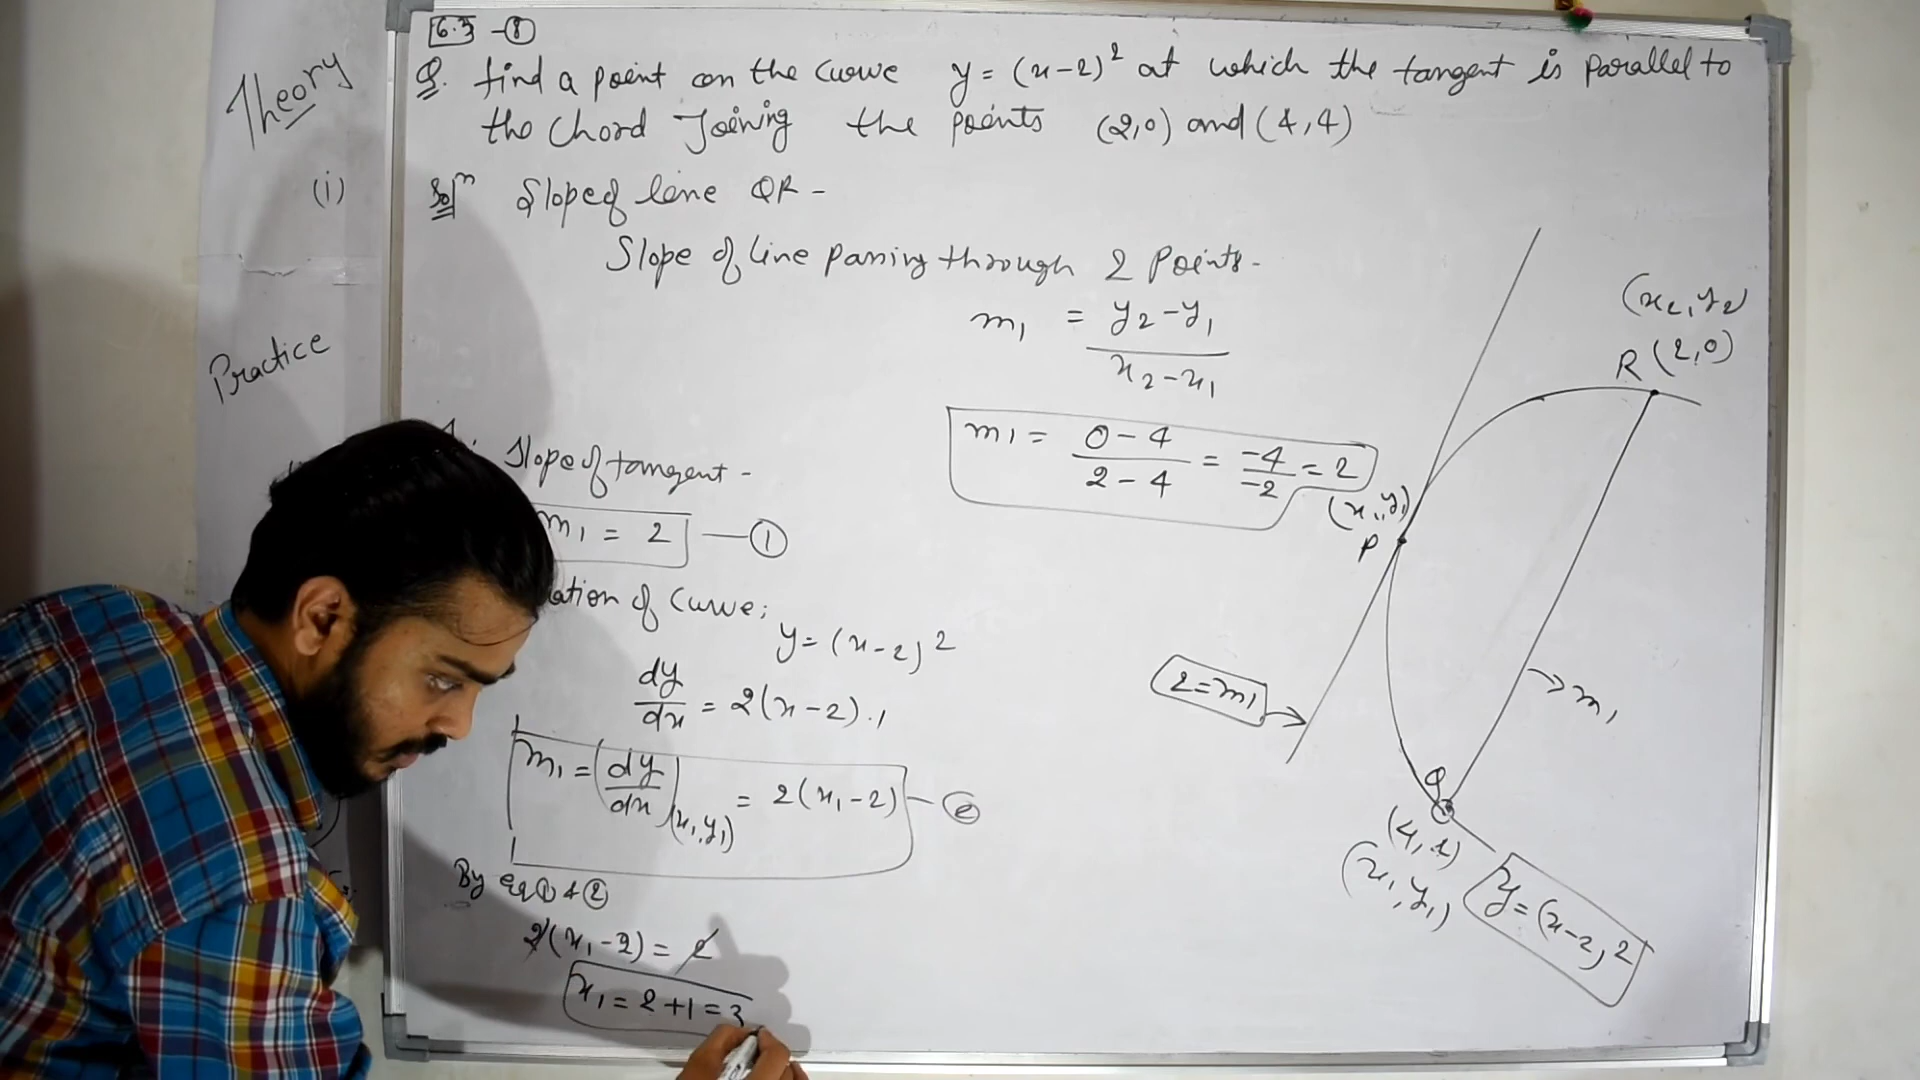 6.3 - 8
Q. find a point on the curve y = (x-2)² at which the tangent is parallel to
the chord Joining the points (2,0) and (4,4)
Theory
(i)
Practice
Solⁿ Slope of line QR -
Slope of line passing through 2 Points -
m₁ = y₂-y₁ / x₂-x₁
m₁ = 0-4 / 2-4 = -4 / -2 = 2
Slope of tangent -
m₁ = 2 — ①
ation of curve;
y = (x-2)²
dy/dx = 2(x-2).1
m₁ = (dy/dx)(x₁,y₁) = 2(x₁-2) — ②
By eq ① & ②
2(x₁-2) = 2
x₁ = 2+1 = 3
(x₂,y₂)
R (2,0)
(x₁,y₁)
P
2=m₁
→ m₁
Q
(x₁,y₁)
y=(x-2)²